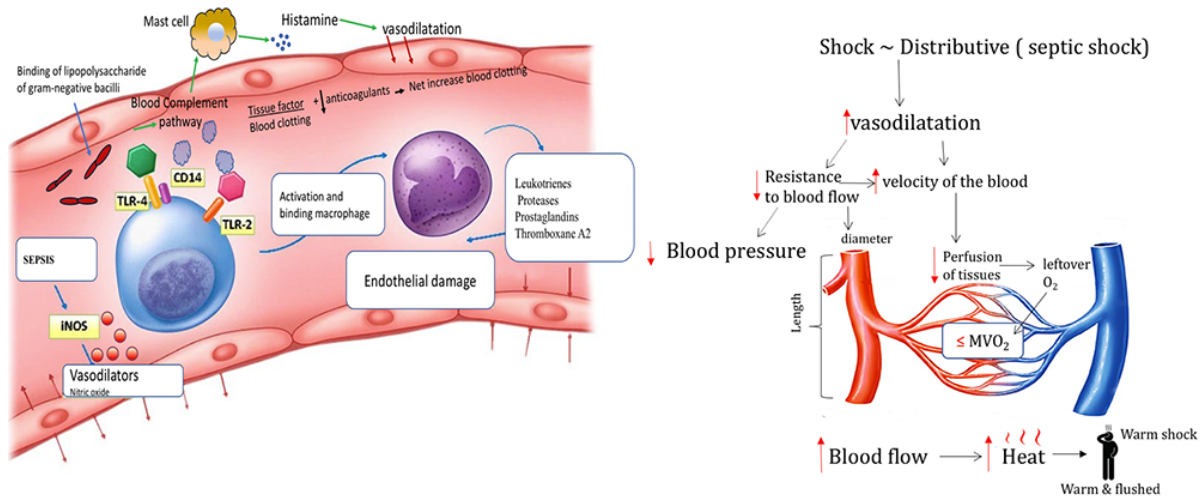 Mast cell
Histamine
vasodilatation
Binding of lipopolysaccharide
of gram-negative bacilli
Blood Complement
pathway
Tissue factor
Blood clotting
+
anticoagulants
Net increase blood clotting
CD14
TLR-4
TLR-2
Activation and
binding macrophage
Leukotrienes
Proteases
Prostaglandins
Thromboxane A2
SEPSIS
Endothelial damage
iNOS
Vasodilators
Nitric oxide
Shock ~ Distributive ( septic shock)
vasodilatation
Resistance
to blood flow
velocity of the blood
Blood pressure
diameter
Perfusion
of tissues
leftover
O₂
Length
≤ MVO₂
Blood flow
Heat
Warm shock
Warm & flushed